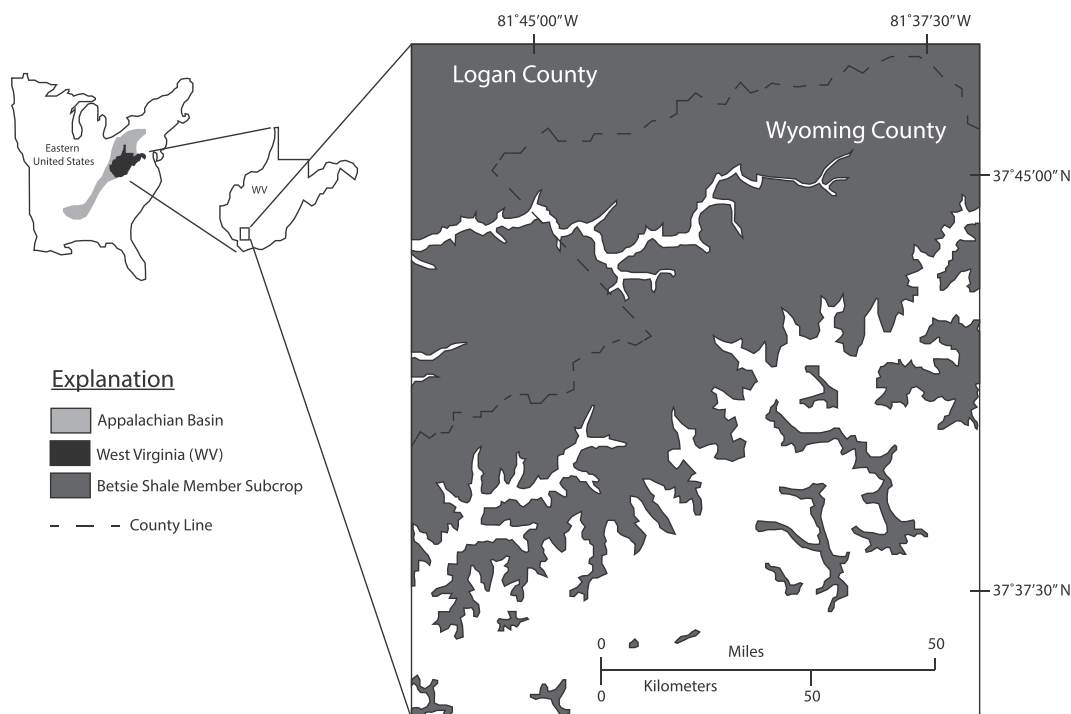 81°45'00"W
81°37'30"W
Logan County
Wyoming County
Eastern
United States
WV
37°45'00" N
Explanation
Appalachian Basin
West Virginia (WV)
Betsie Shale Member Subcrop
County Line
37°37'30" N
0
50
Miles
Kilometers
0
50